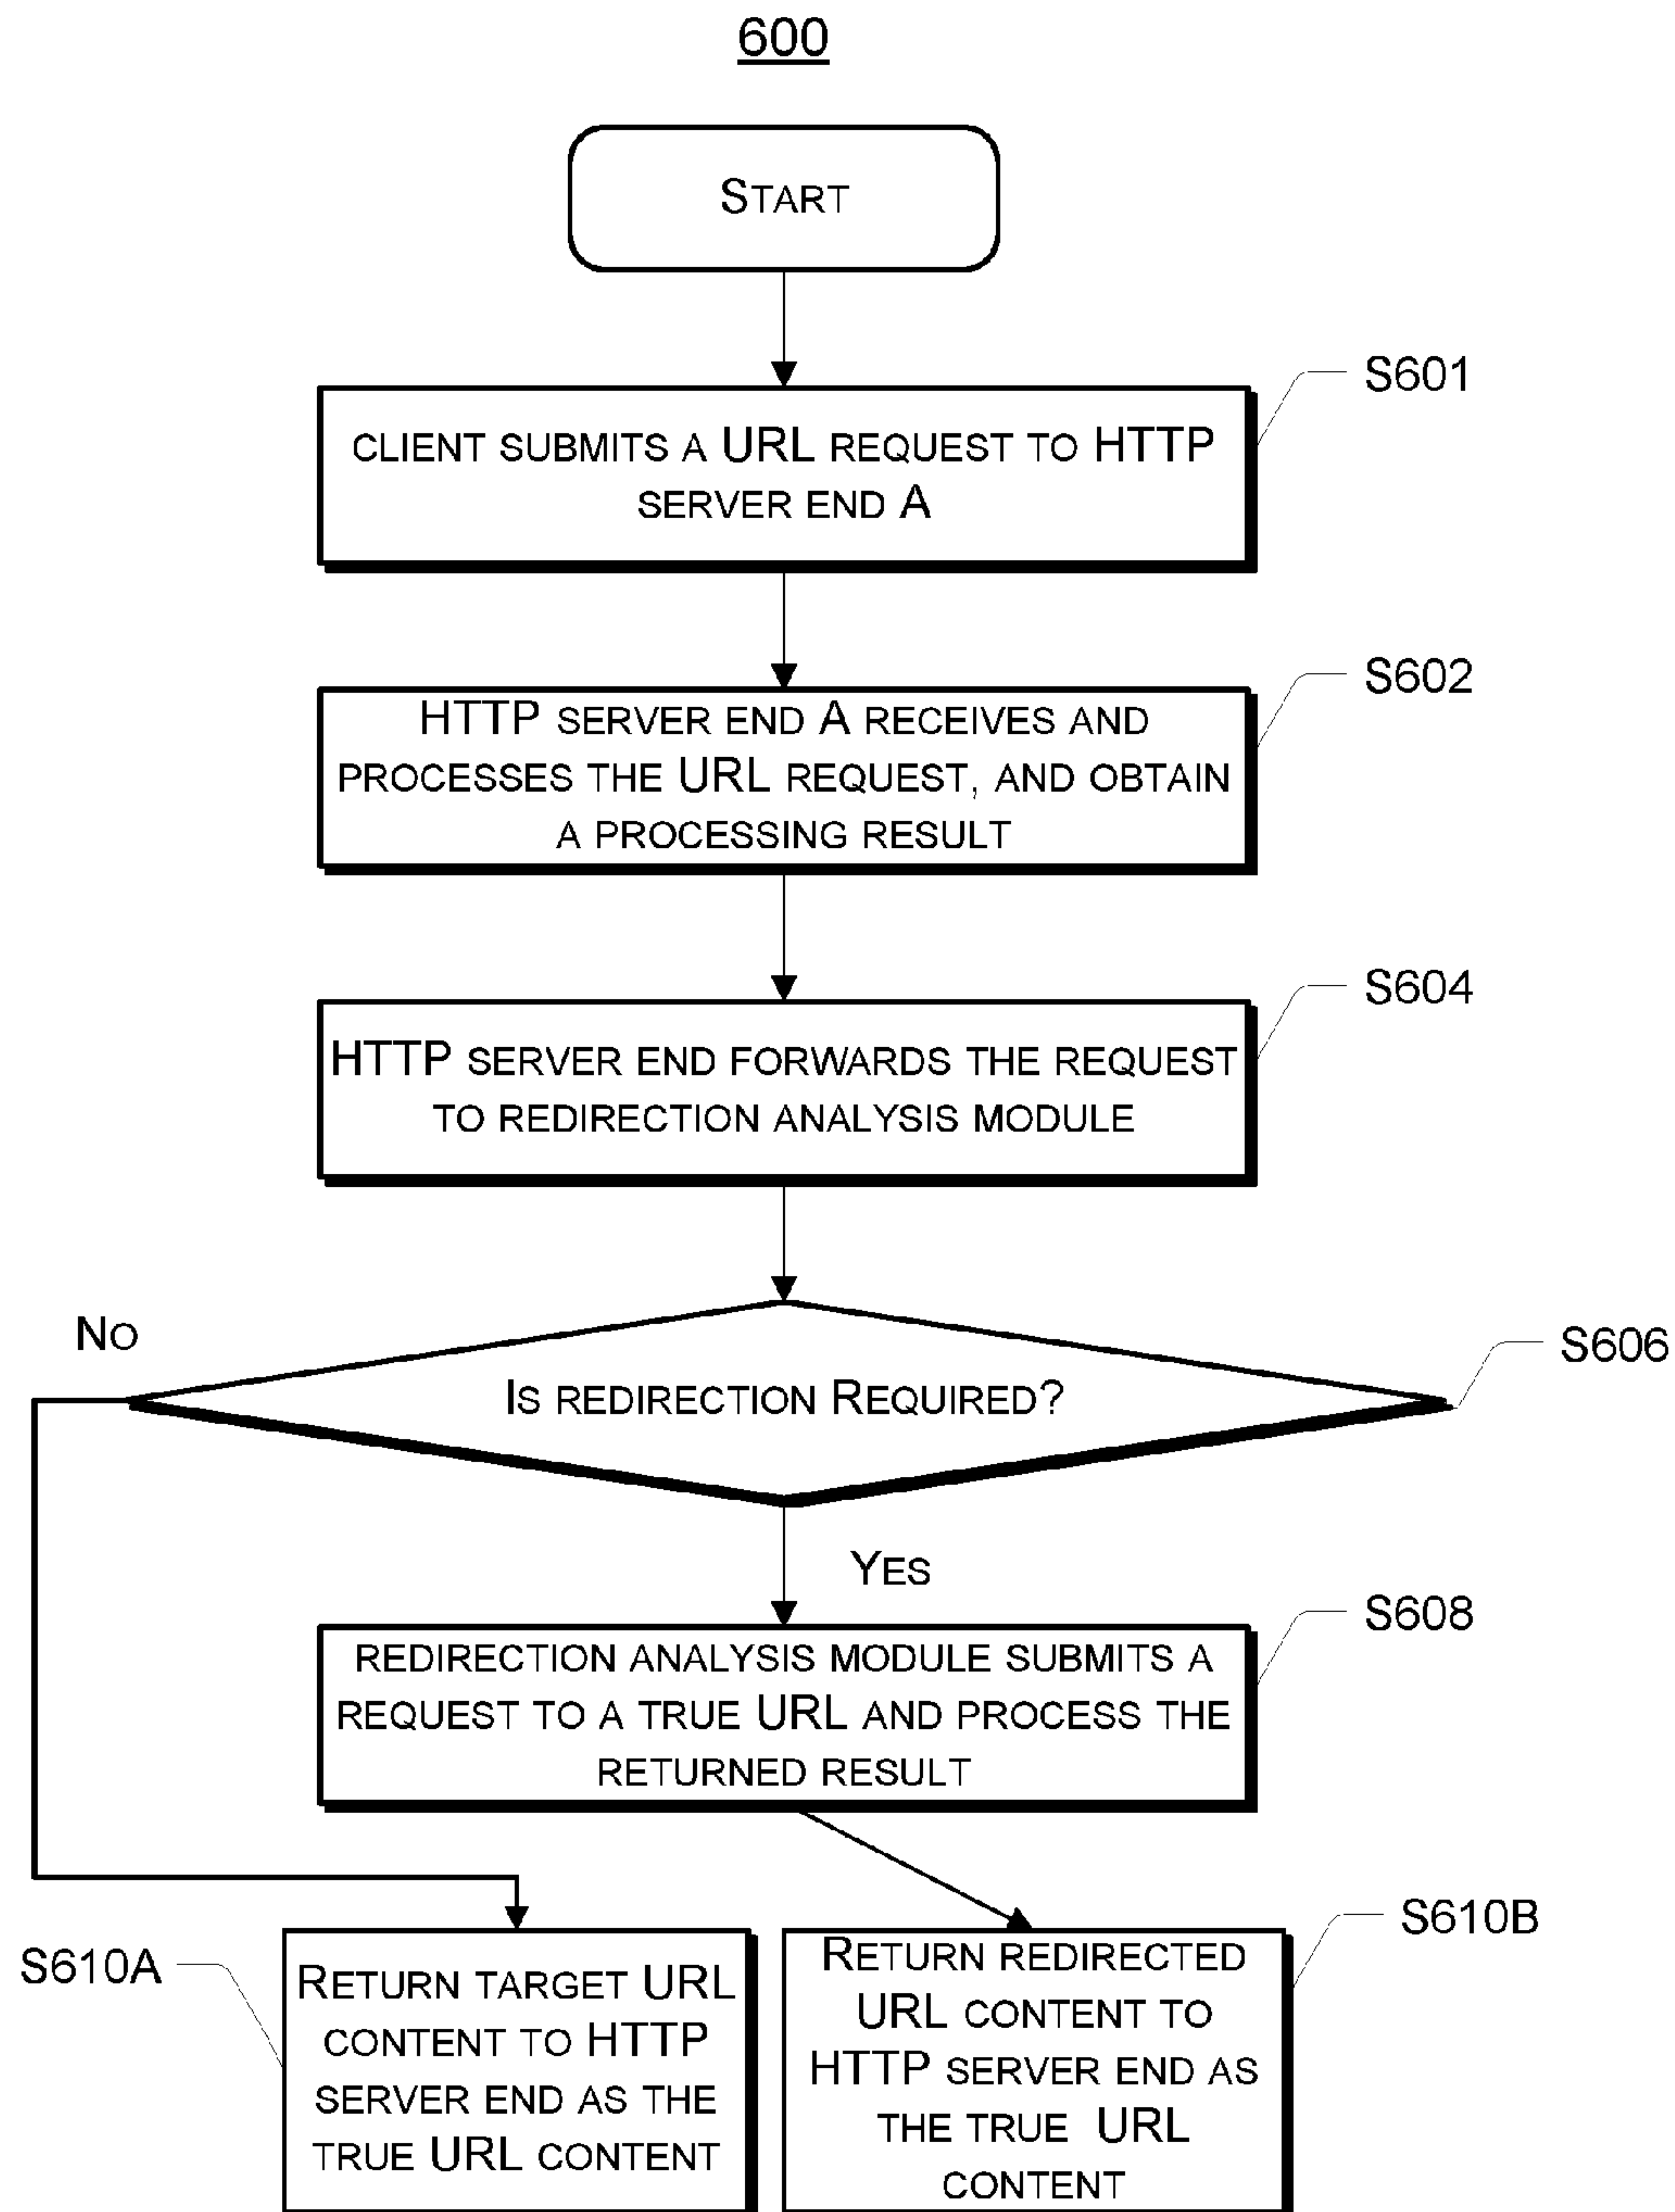 600
START
S601
CLIENT SUBMITS A URL REQUEST TO HTTP
SERVER END A
S602
HTTP SERVER END A RECEIVES AND
PROCESSES THE URL REQUEST, AND OBTAIN
A PROCESSING RESULT
S604
HTTP SERVER END FORWARDS THE REQUEST
TO REDIRECTION ANALYSIS MODULE
NO
S606
IS REDIRECTION REQUIRED?
YES
S608
REDIRECTION ANALYSIS MODULE SUBMITS A
REQUEST TO A TRUE URL AND PROCESS THE
RETURNED RESULT
S610A
RETURN TARGET URL
CONTENT TO HTTP
SERVER END AS THE
TRUE URL CONTENT
S610B
RETURN REDIRECTED
URL CONTENT TO
HTTP SERVER END AS
THE TRUE URL
CONTENT